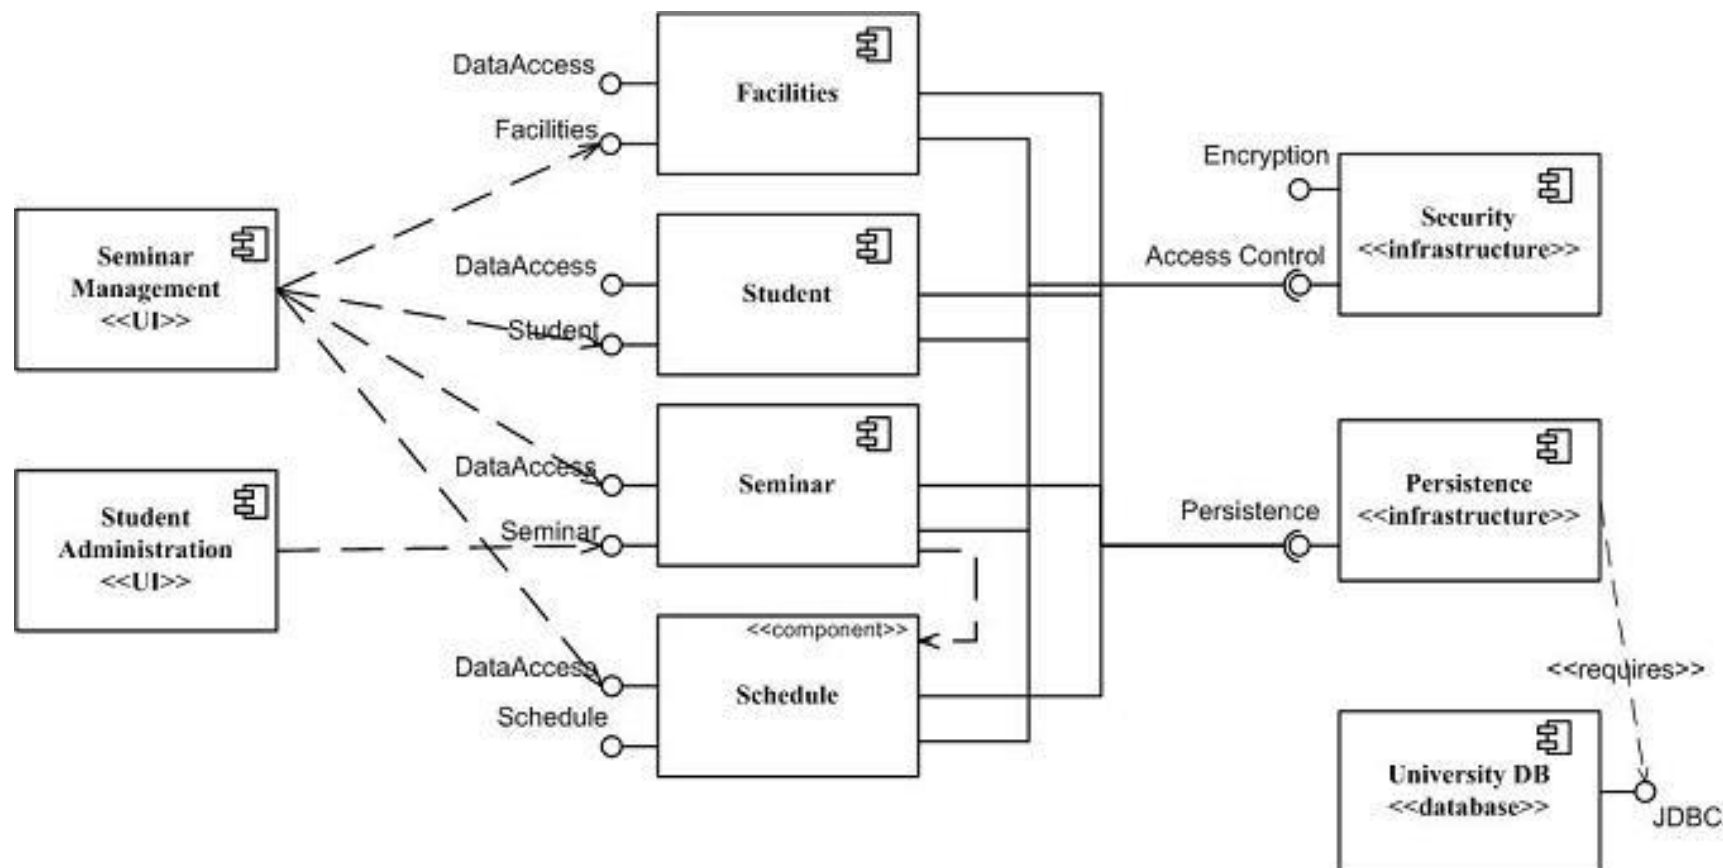 DataAccess
Facilities
Facilities
Encryption
Security
<<infrastructure>>
Access Control
Seminar
Management
<<UI>>
DataAccess
Student
Student
DataAccess
Seminar
Seminar
Student
Administration
<<UI>>
Persistence
Persistence
<<infrastructure>>
<<component>>
DataAccess
Schedule
Schedule
<<requires>>
University DB
<<database>>
JDBC